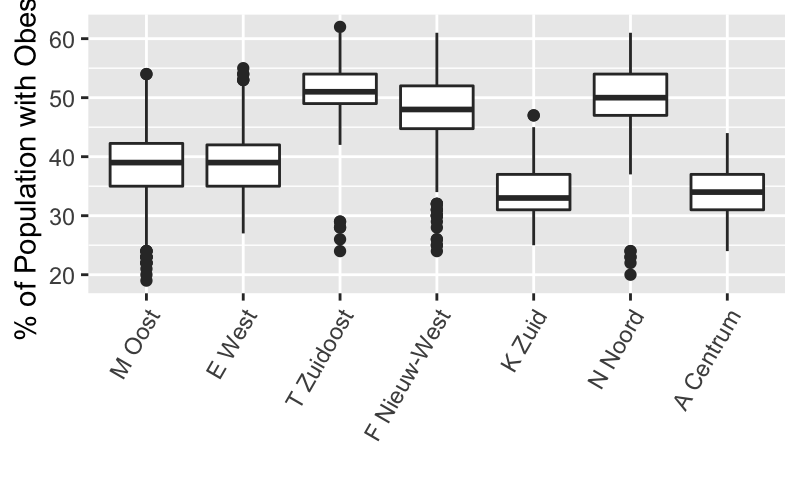 % of Population with Obes
60
50
40
30
20
M Oost
E West
T Zuidoost
F Nieuw-West
K Zuid
N Noord
A Centrum